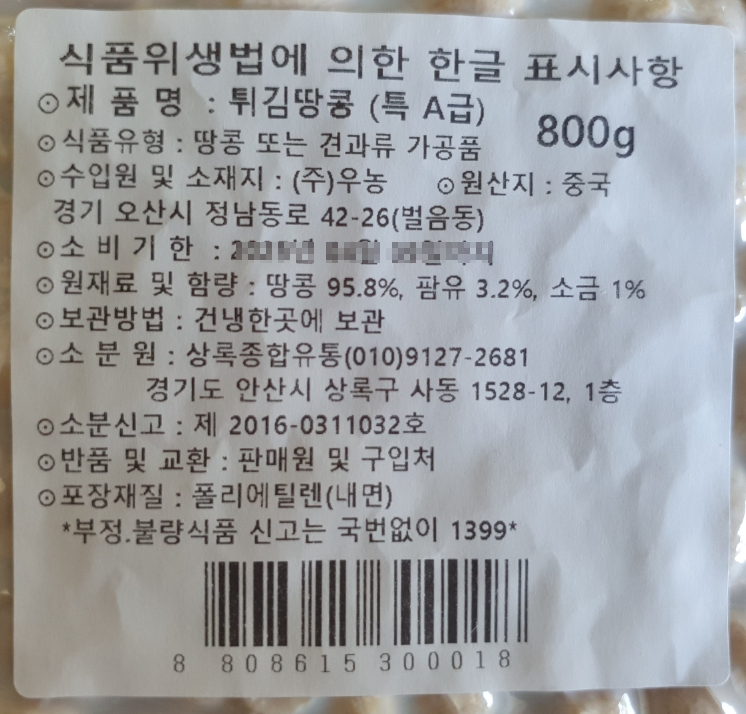 식품위생법에 의한 한글 표시사항
⊙제 품 명 : 튀김땅콩 (특 A급)
800g
⊙식품유형 : 땅콩 또는 견과류 가공품
⊙수입원 및 소재지 : (주)우농 ⊙원산지 : 중국
경기 오산시 정남동로 42-26(벌음동)
⊙소 비 기 한 :
⊙원재료 및 함량 : 땅콩 95.8%, 팜유 3.2%, 소금 1%
⊙보관방법 : 건냉한곳에 보관
⊙소 분 원 : 상록종합유통(010)9127-2681
경기도 안산시 상록구 사동 1528-12, 1층
⊙소분신고 : 제 2016-0311032호
⊙반품 및 교환 : 판매원 및 구입처
⊙포장재질 : 폴리에틸렌(내면)
*부정.불량식품 신고는 국번없이 1399*
8 808615 300018